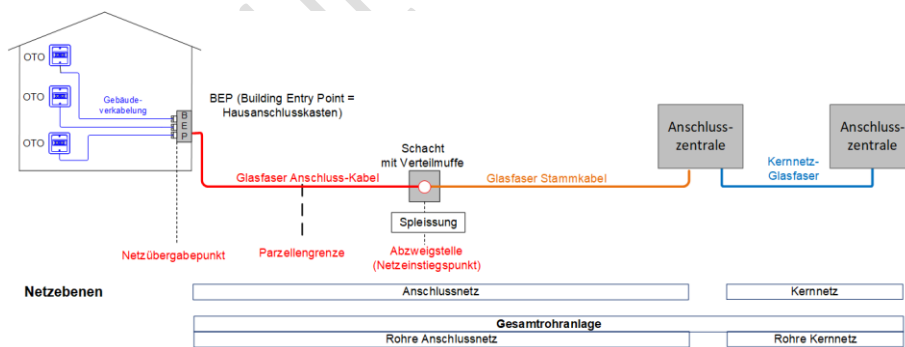 OTO
OTO
OTO
Gebäude-
verkabelung
B
E
P
BEP (Building Entry Point =
Hausanschlusskasten)
Schacht
mit Verteilmuffe
Anschluss-
zentrale
Anschluss-
zentrale
Glasfaser Anschluss-Kabel
Glasfaser Stammkabel
Kernnetz-
Glasfaser
Spleissung
Netzübergabepunkt
Parzellengrenze
Abzweigstelle
(Netzeinstiegspunkt)
Netzebenen
Anschlussnetz
Kernnetz
Gesamtrohranlage
Rohre Anschlussnetz
Rohre Kernnetz